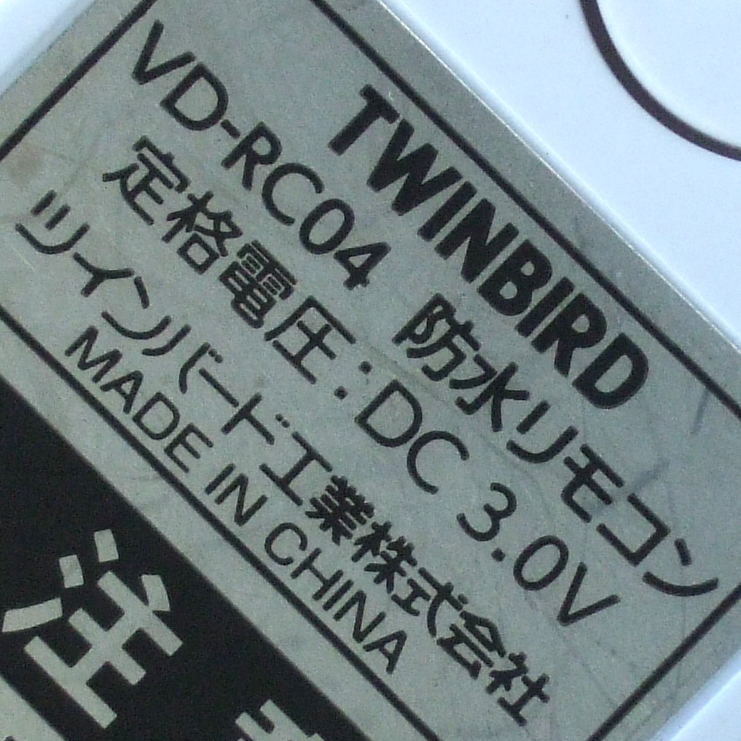 TWINBIRD
VD-RC04 防水リモコン
定格電圧:DC 3.0V
ツインバード工業株式会社
MADE IN CHINA
注